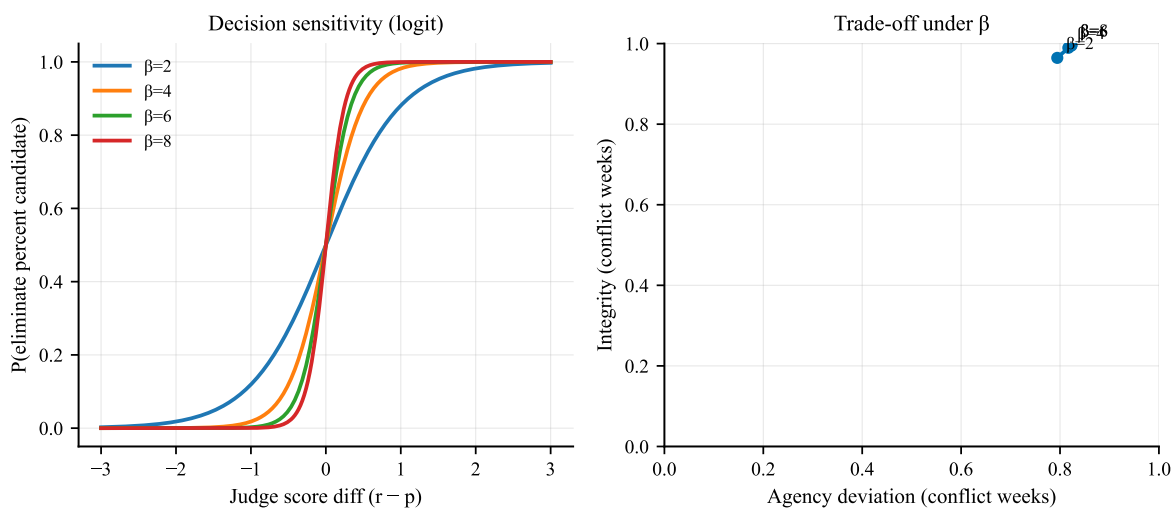 Decision sensitivity (logit)
P(eliminate percent candidate)
1.0
0.8
0.6
0.4
0.2
0.0
β=2
β=4
β=6
β=8
−3
−2
−1
0
1
2
3
Judge score diff (r − p)
Trade-off under β
Integrity (conflict weeks)
1.0
0.8
0.6
0.4
0.2
0.0
β=2
0.0
0.2
0.4
0.6
0.8
1.0
Agency deviation (conflict weeks)